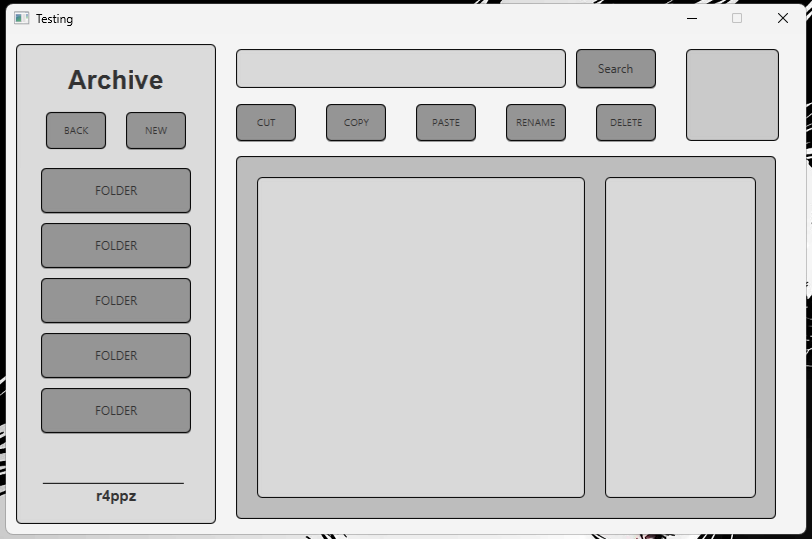 Testing
Archive
BACK NEW
FOLDER
FOLDER
FOLDER
FOLDER
FOLDER
r4ppz
Search
CUT COPY PASTE RENAME DELETE